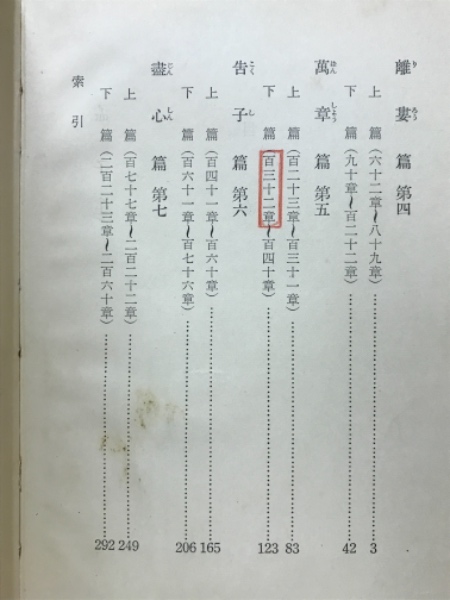 離婁篇第四
上篇(六十二章〜八十九章)……3
下篇(九十章〜百二十二章)……42
萬章篇第五
上篇(百二十三章〜百三十一章)……83
下篇(百三十二章〜百四十章)……123
告子篇第六
上篇(百四十一章〜百六十章)……165
下篇(百六十一章〜百七十六章)……206
盡心篇第七
上篇(百七十七章〜二百二十二章)……249
下篇(二百二十三章〜二百六十章)……292
索引